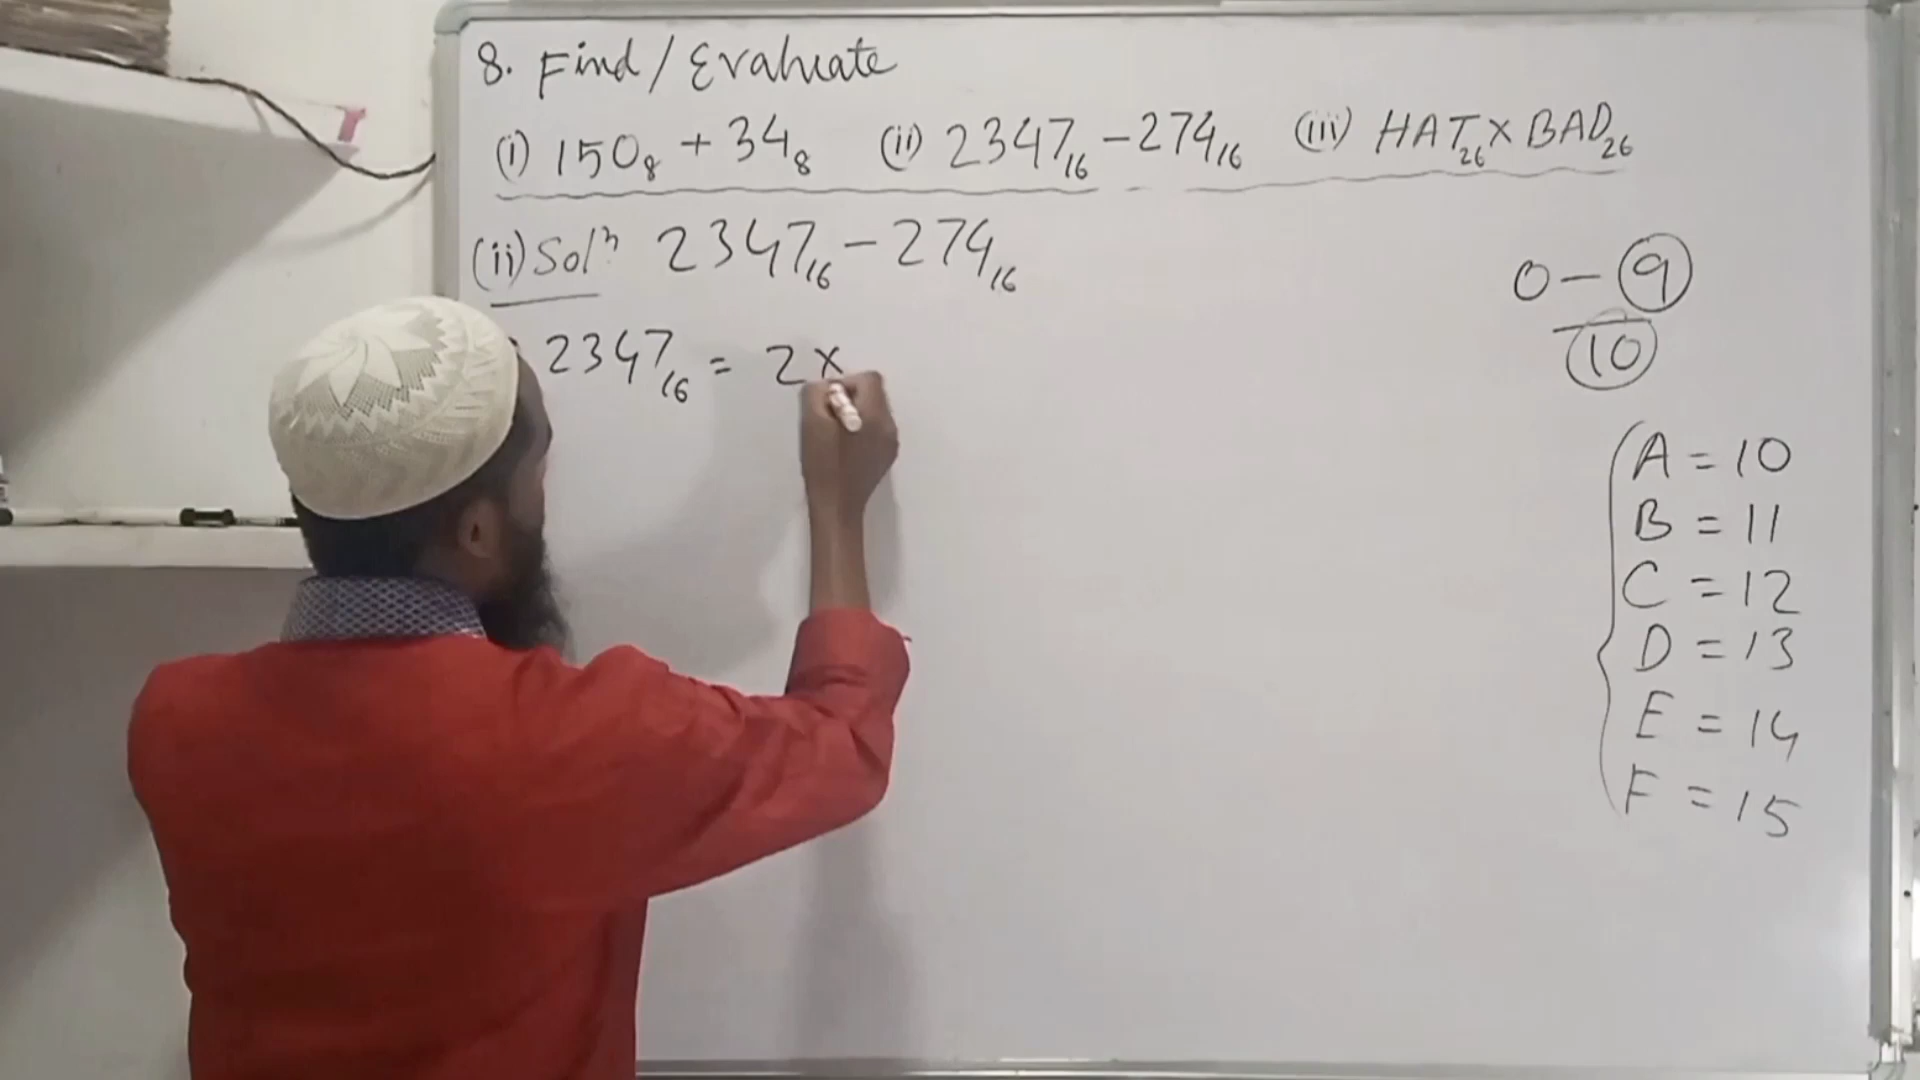 8. Find/Evaluate
(i) 150₈ + 34₈ (ii) 2347₁₆ - 274₁₆ (iii) HAT₂₆ X BAD₂₆
(ii) Solⁿ 2347₁₆ - 274₁₆
2347₁₆ = 2x
0 - 9
10
A = 10
B = 11
C = 12
D = 13
E = 14
F = 15